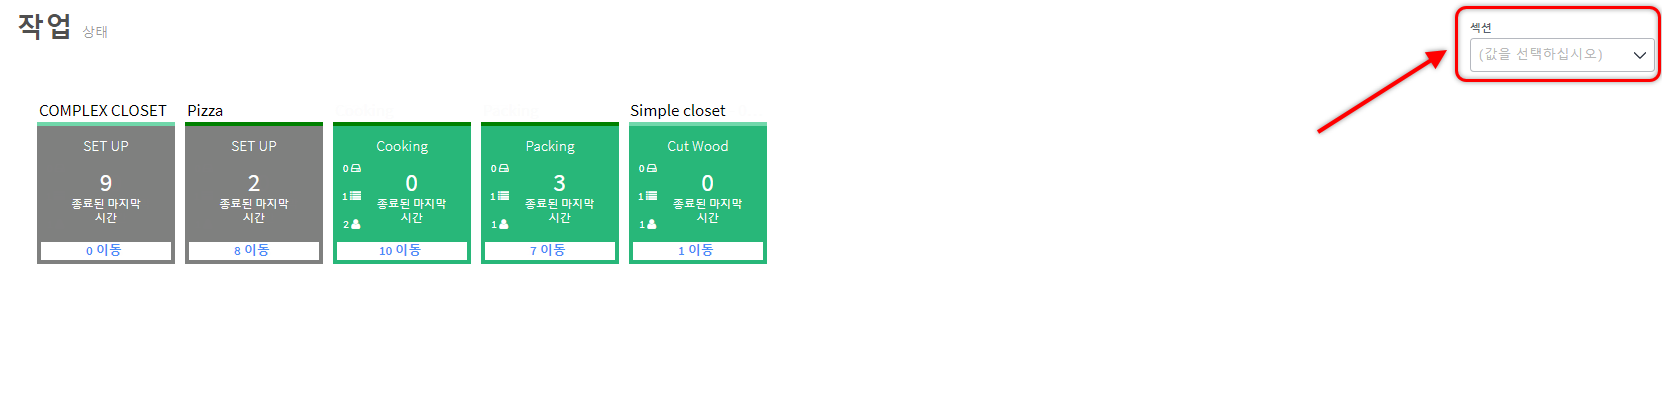 작업 상태
섹션
(값을 선택하십시오)
COMPLEX CLOSET
SET UP
9
종료된 마지막
시간
0 이동
Pizza
SET UP
2
종료된 마지막
시간
8 이동
Cooking
0
1
2
0
종료된 마지막
시간
10 이동
Packing
0
1
1
3
종료된 마지막
시간
7 이동
Simple closet
Cut Wood
0
1
1
0
종료된 마지막
시간
1 이동